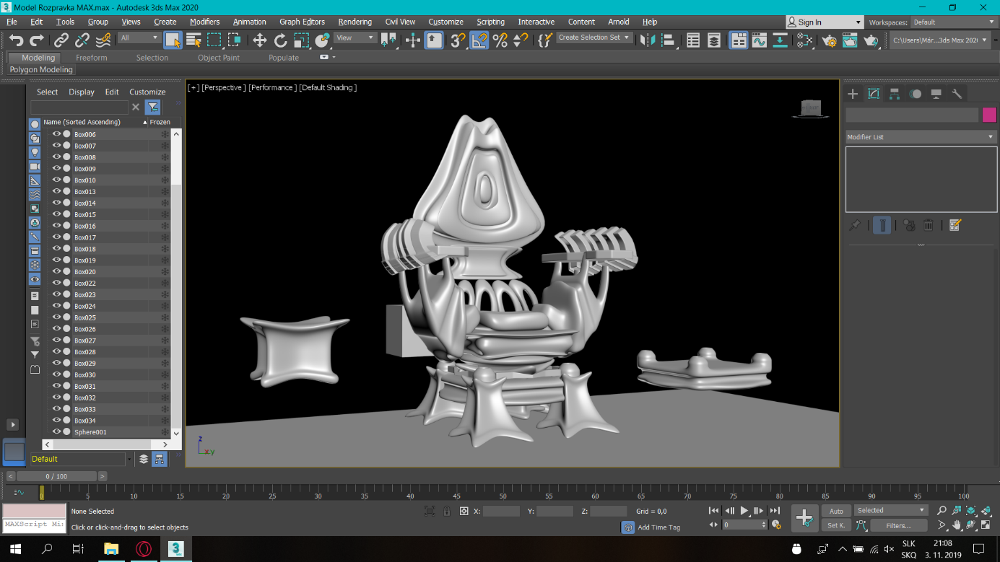 Model Rozpravka MAX.max - Autodesk 3ds Max 2020
File Edit Tools Group Views Create Modifiers Animation Graph Editors Rendering Civil View Customize Scripting Interactive Content Arnold Help
Sign In
Workspaces: Default
All
View
Create Selection Set
C:\Users\Már...3ds Max 2020
Modeling Freeform Selection Object Paint Populate
Polygon Modeling
Select Display Edit Customize
[+] [Perspective ] [Performance ] [Default Shading ]
Name (Sorted Ascending) Frozen
Box006
Box007
Box008
Box009
Box010
Box013
Box014
Box015
Box016
Box017
Box018
Box019
Box020
Box022
Box023
Box024
Box025
Box026
Box027
Box028
Box029
Box030
Box031
Box032
Box033
Box034
Sphere001
Default
Modifier List
z
x y
0 / 100
0 5 10 15 20 25 30 35 40 45 50 55 60 65 70 75 80 85 90 95 100
None Selected
X: Y: Z: Grid = 0,0
MAXScript Mi:
Click or click-and-drag to select objects
Add Time Tag
0
Auto Selected
Set K. Filters...
SLK
SKQ
21:08
3. 11. 2019